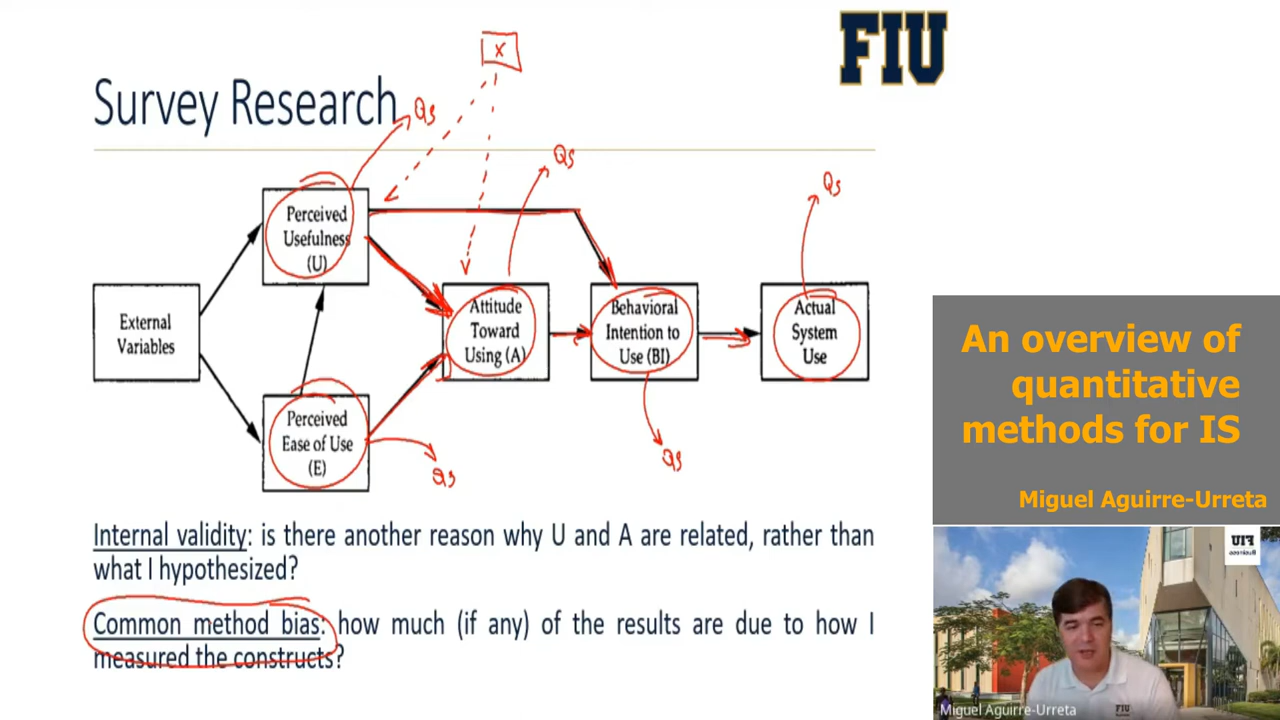 FIU
X
Survey Research
Qs
Qs
Qs
Perceived
Usefulness
(U)
External
Variables
Attitude
Toward
Using (A)
Behavioral
Intention to
Use (BI)
Actual
System
Use
Perceived
Ease of Use
(E)
Qs
Qs
Internal validity: is there another reason why U and A are related, rather than
what I hypothesized?
Common method bias: how much (if any) of the results are due to how I
measured the constructs?
An overview of
quantitative
methods for IS
Miguel Aguirre-Urreta
FIU
Business
FIU
Miguel Aguirre-Urreta